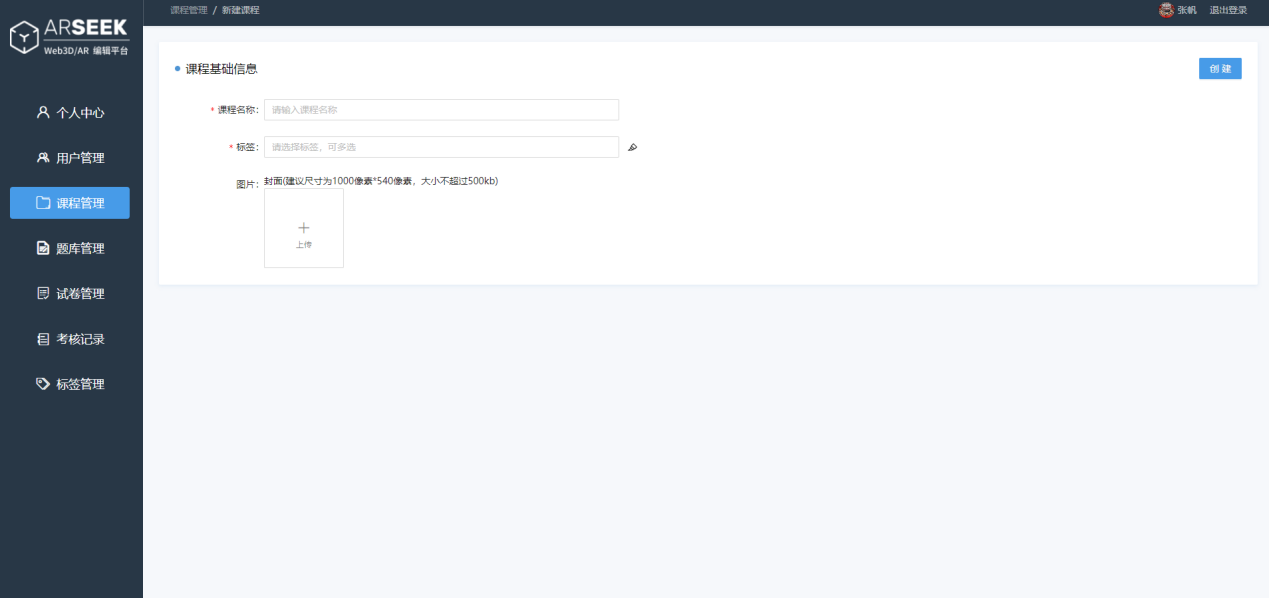 ARSEEK
Web3D/AR 编辑平台
课程管理 / 新建课程
张帆 退出登录
个人中心
用户管理
课程管理
题库管理
试卷管理
考核记录
标签管理
课程基础信息
创 建
* 课程名称: 请输入课程名称
* 标签: 请选择标签，可多选
图片: 封面(建议尺寸为1000像素*540像素，大小不超过500kb)
上传